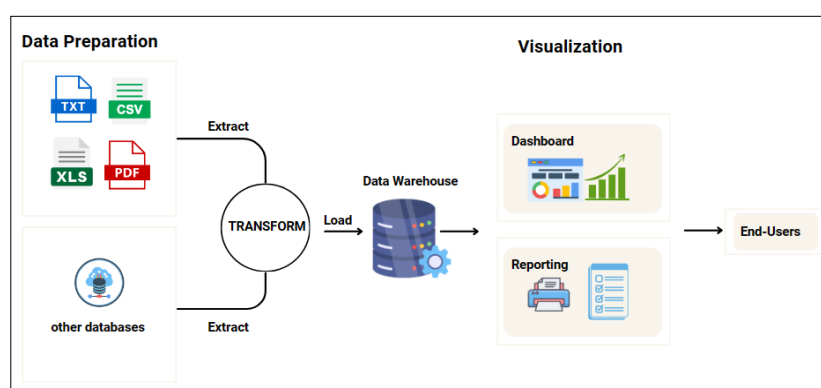 Data Preparation
TXT
CSV
XLS
PDF
other databases
Extract
Extract
TRANSFORM
Load
Data Warehouse
Visualization
Dashboard
Reporting
End-Users